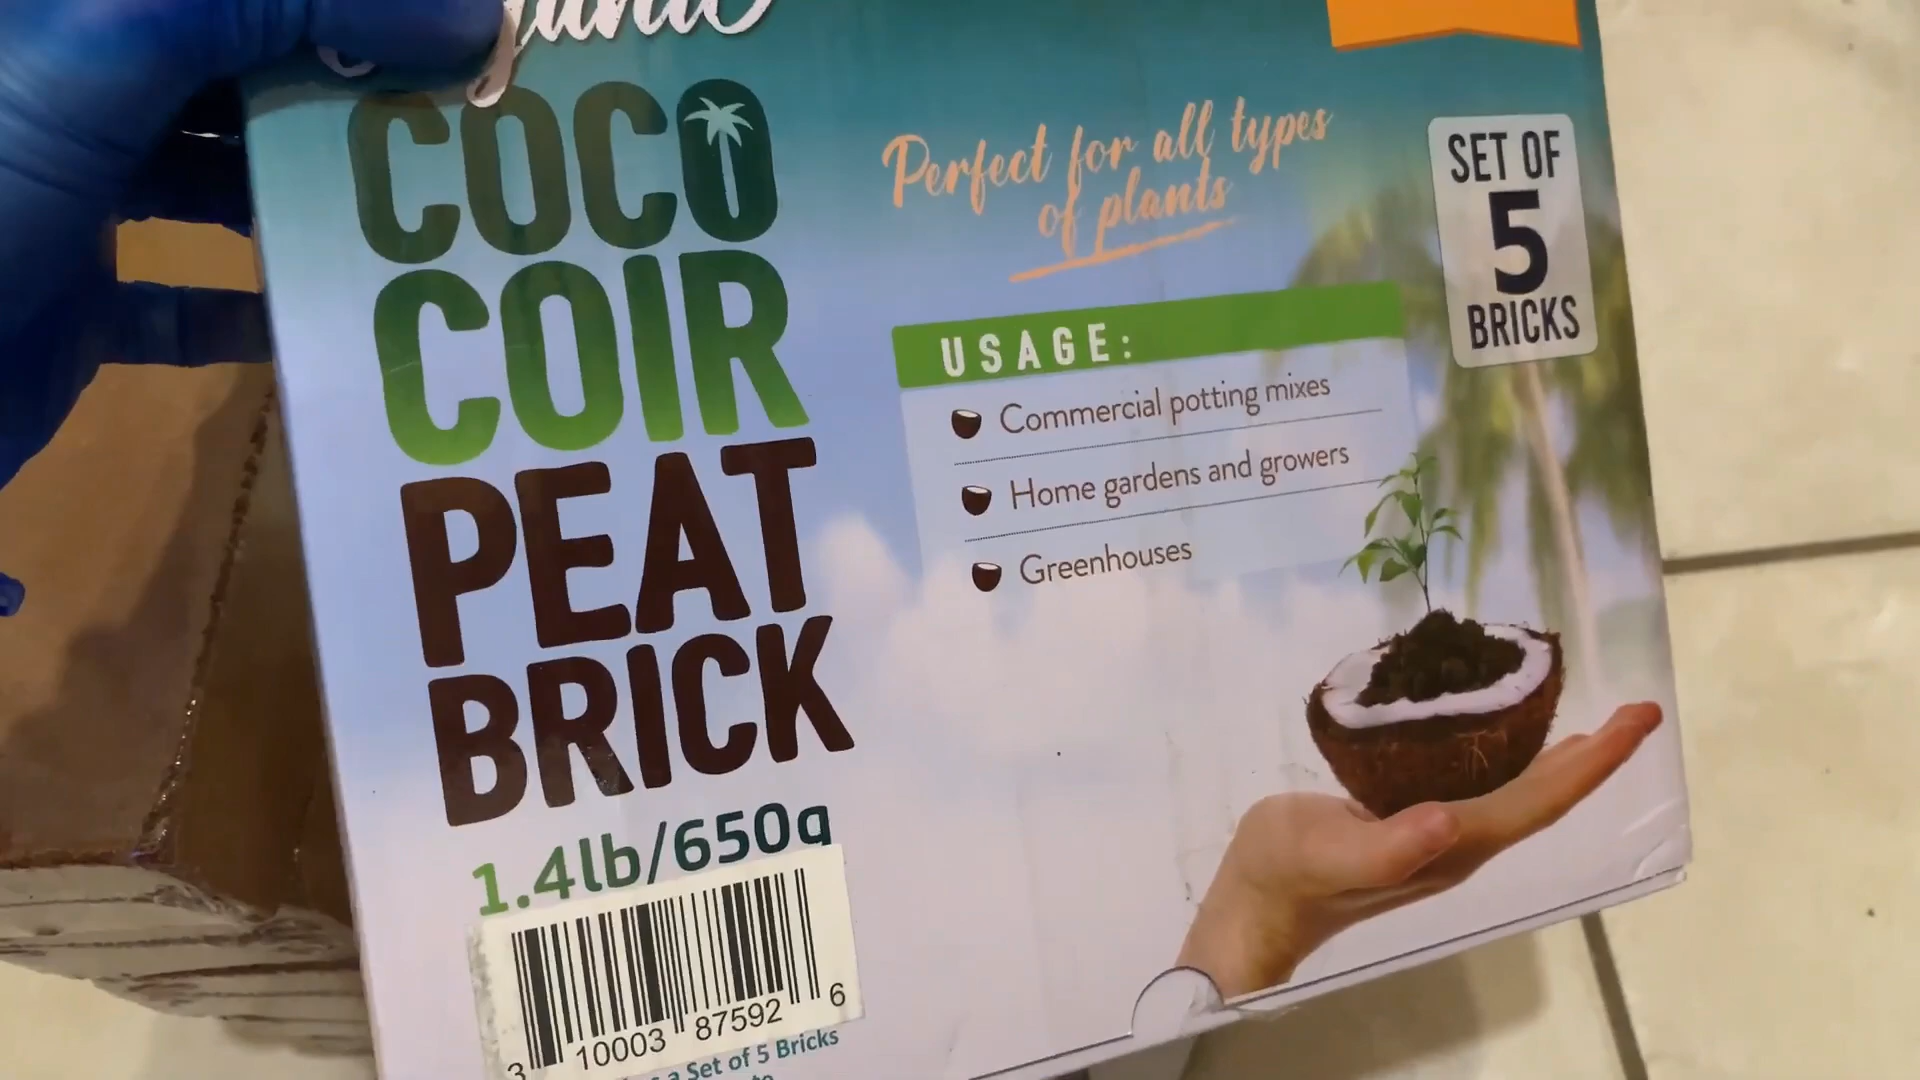 COCO
COIR
PEAT
BRICK
1.4lb/650g
3 10003 87592 6
a Set of 5 Bricks
Perfect for all types
of plants
USAGE:
Commercial potting mixes
Home gardens and growers
Greenhouses
SET OF
5
BRICKS